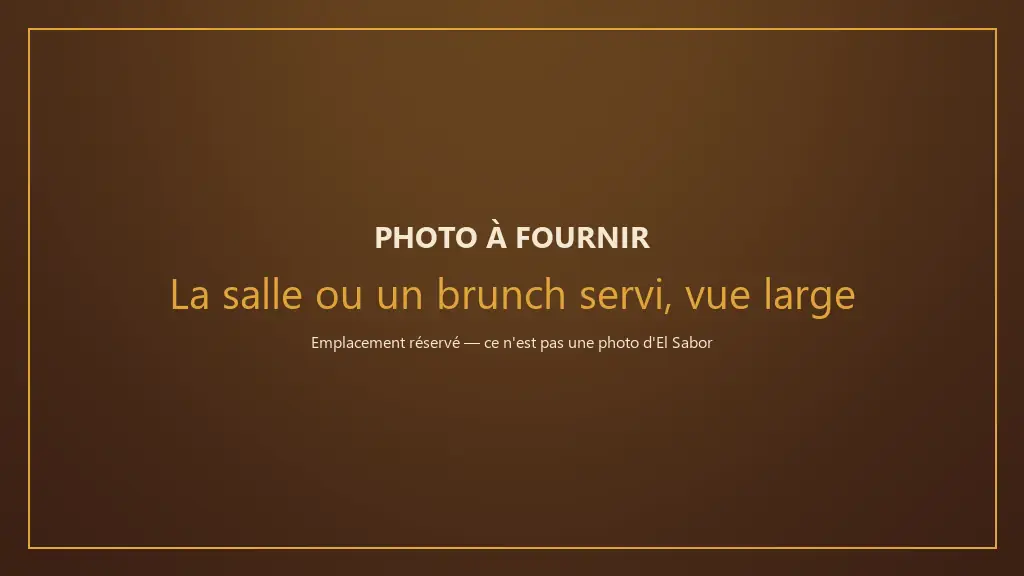 PHOTO À FOURNIR
La salle ou un brunch servi, vue large
Emplacement réservé — ce n'est pas une photo d'El Sabor